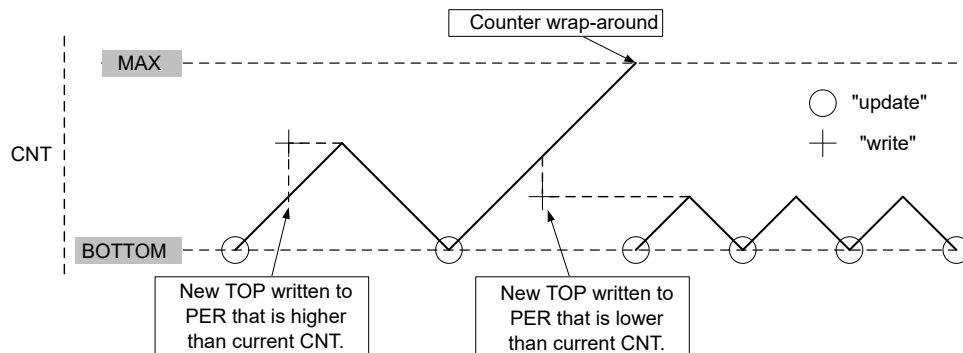 Counter wrap-around
MAX
"update"
"write"
CNT
BOTTOM
New TOP written to
PER that is higher
than current CNT.
New TOP written to
PER that is lower
than current CNT.